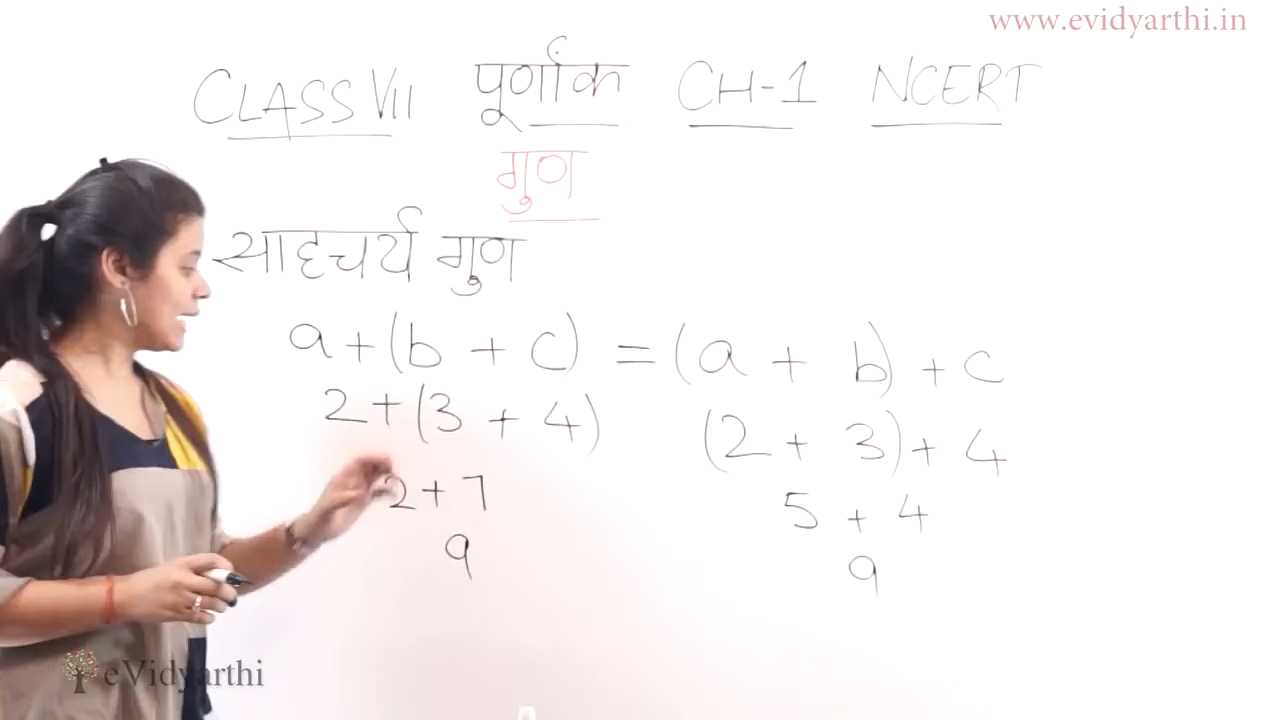 www.evidyarthi.in
CLASS VII पूर्णांक CH-1 NCERT
गुण
साहचर्य गुण
a + (b + c) = (a + b) + c
2 + (3 + 4) (2 + 3) + 4
2 + 7 5 + 4
9 9
eVidyarthi